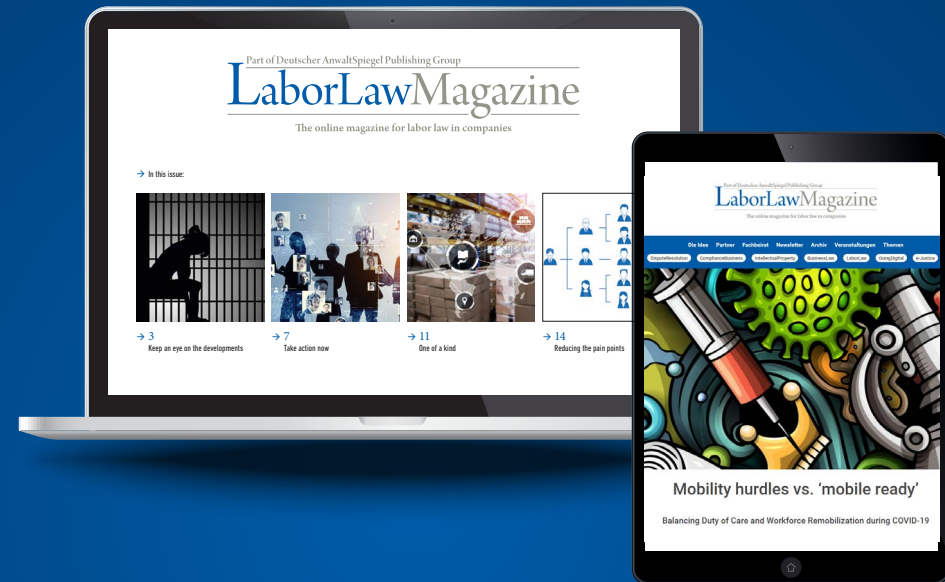 Part of Deutscher AnwaltSpiegel Publishing Group
LaborLawMagazine
The online magazine for labor law in companies
→ In this issue:
→ 3
Keep an eye on the developments
→ 7
Take action now
→ 11
One of a kind
→ 14
Reducing the pain points
Part of Deutscher AnwaltSpiegel Publishing Group
LaborLawMagazine
The online magazine for labor law in companies
Die Idee Partner Fachbeirat Newsletter Archiv Veranstaltungen Themen
DisputeResolution ComplianceBusiness IntellectualProperty BusinessLaw LaborLaw GoingDigital e-Justice
Mobility hurdles vs. ‘mobile ready’
Balancing Duty of Care and Workforce Remobilization during COVID-19